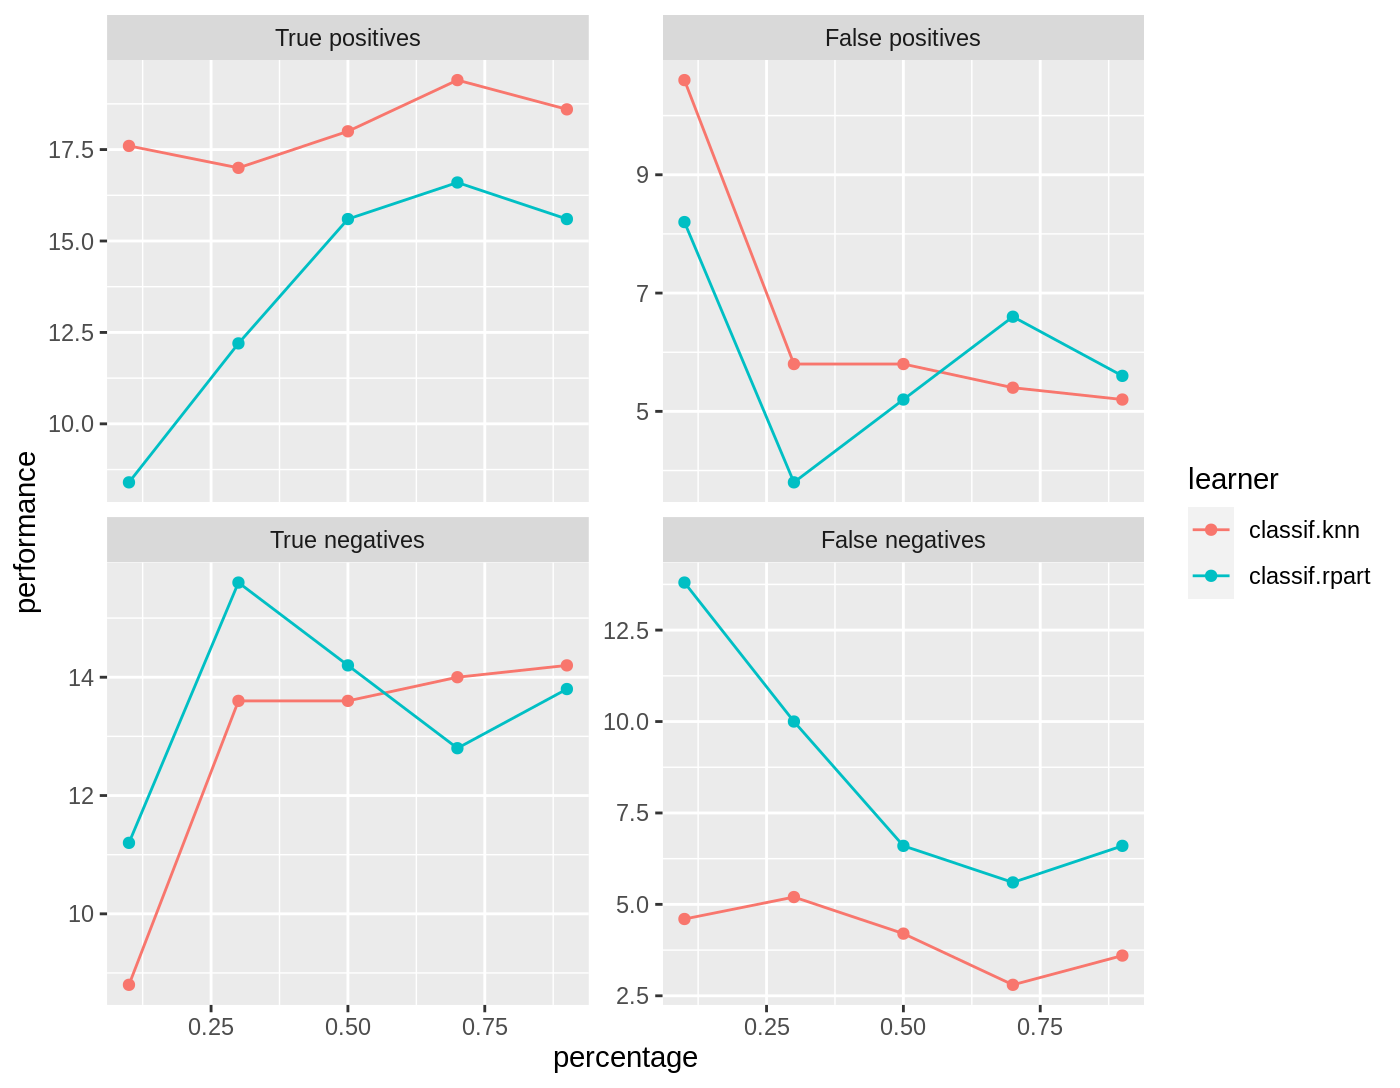 True positives
False positives
17.5
15.0
12.5
10.0
9
7
5
performance
True negatives
False negatives
14
12
10
12.5
10.0
7.5
5.0
2.5
0.25 0.50 0.75
0.25 0.50 0.75
percentage
learner
classif.knn
classif.rpart